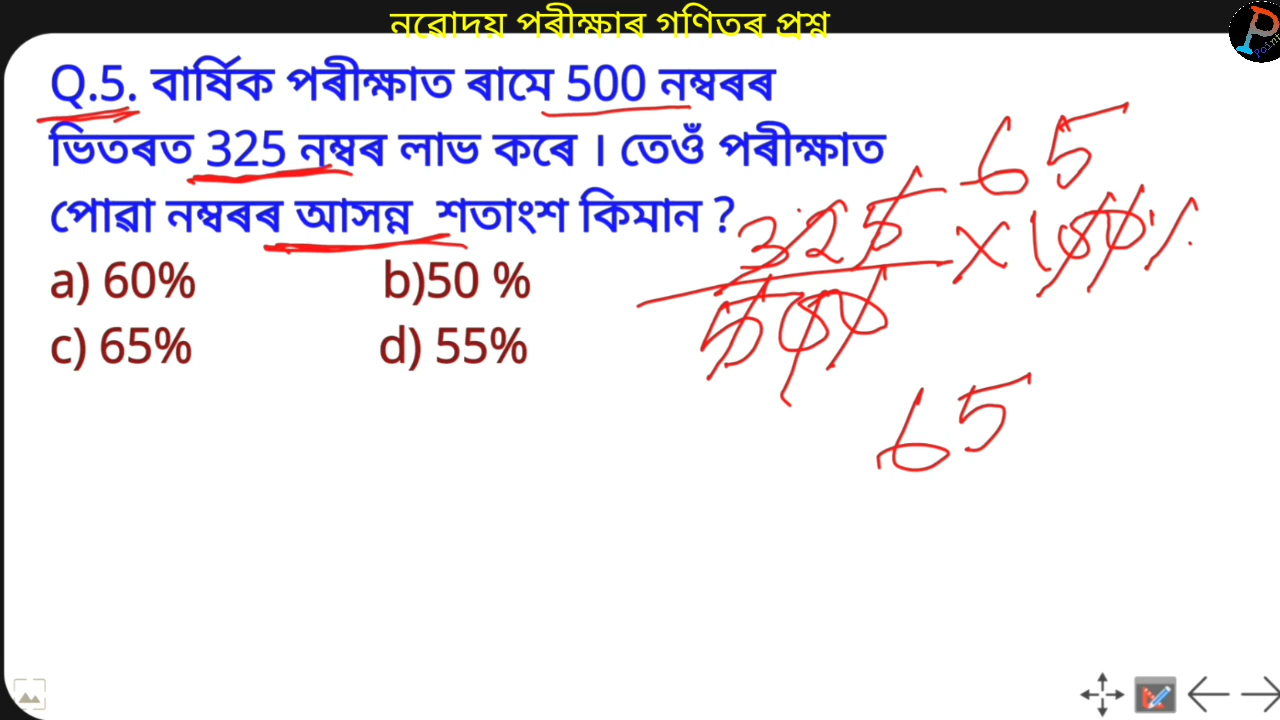 নৱোদয় পৰীক্ষাৰ গণিতৰ প্ৰশ্ন
Q.5. বাৰ্ষিক পৰীক্ষাত ৰামে 500 নম্বৰৰ
ভিতৰত 325 নম্বৰ লাভ কৰে । তেওঁ পৰীক্ষাত
পোৱা নম্বৰৰ আসন্ন শতাংশ কিমান ?
a) 60% b)50 %
c) 65% d) 55%
65
325
× 100%
500
65
P
Point